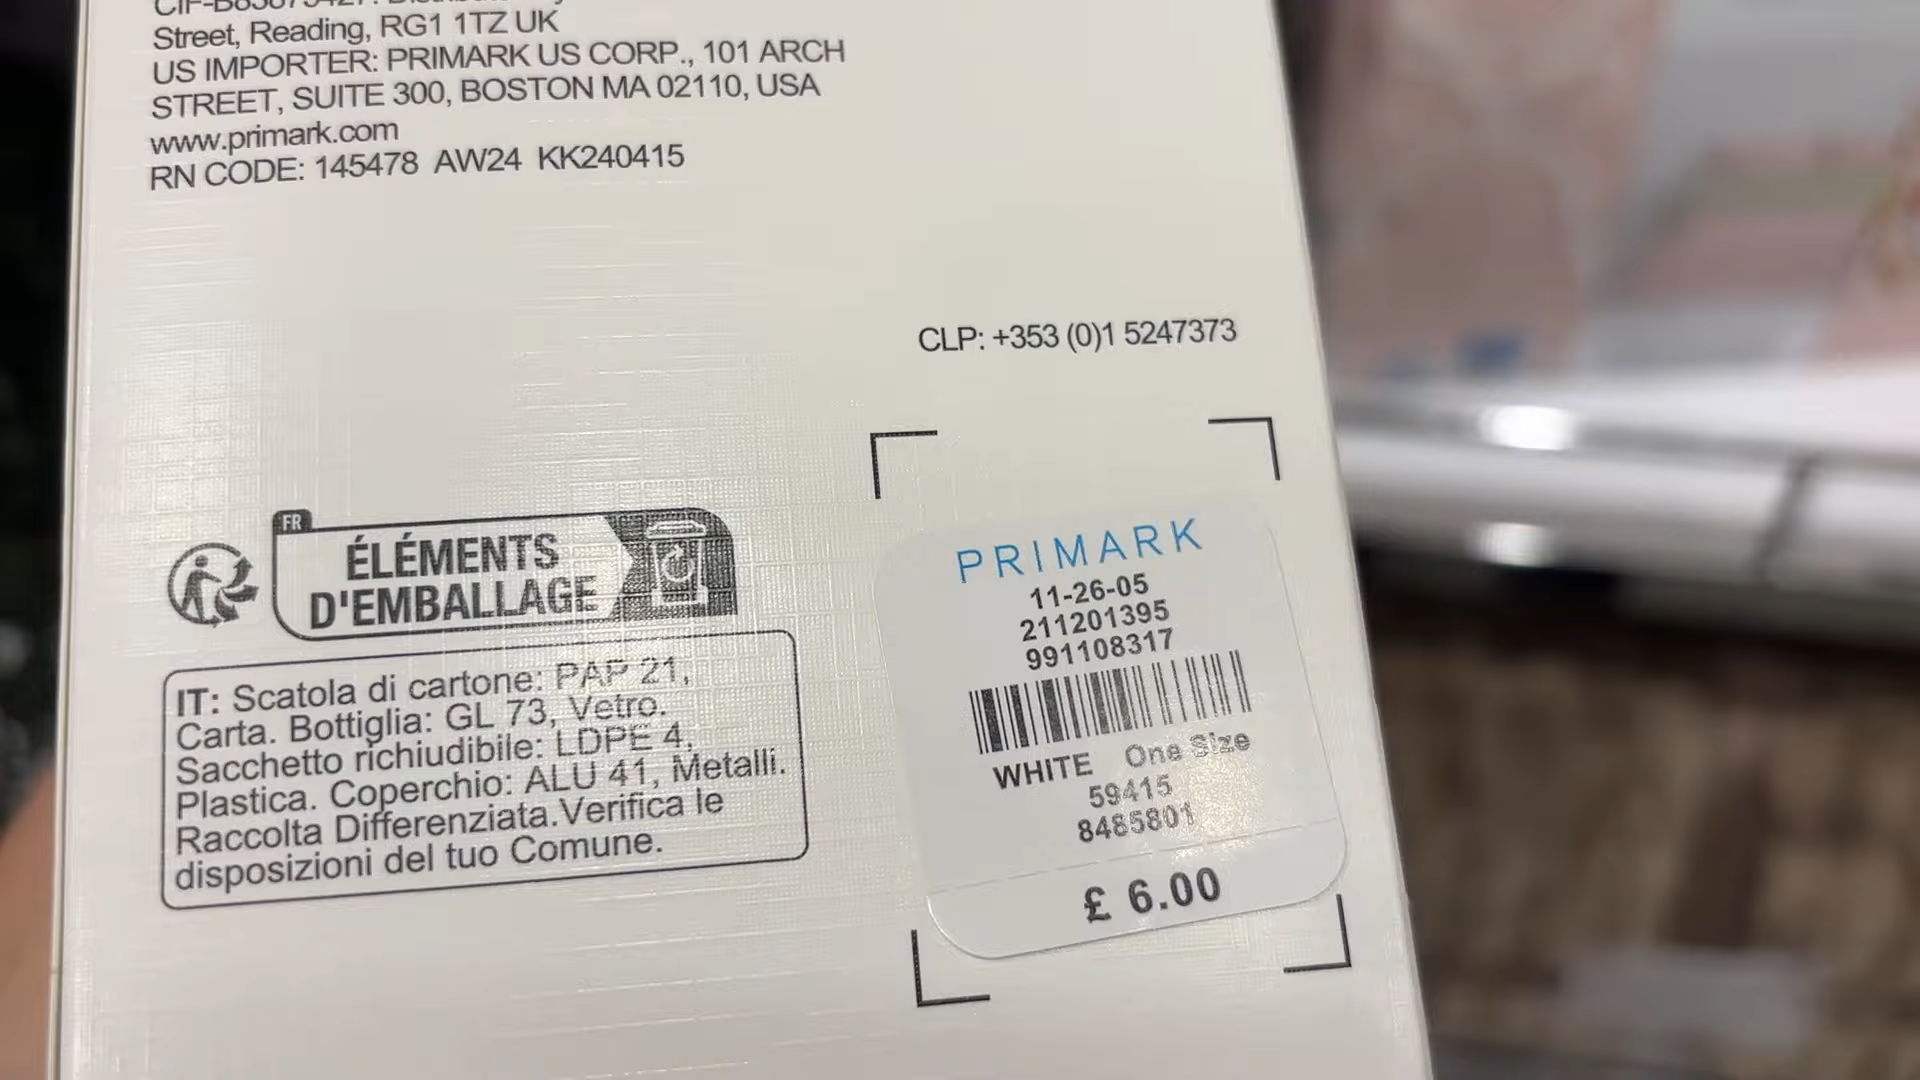 Street, Reading, RG1 1TZ UK
US IMPORTER: PRIMARK US CORP., 101 ARCH
STREET, SUITE 300, BOSTON MA 02110, USA
www.primark.com
RN CODE: 145478 AW24 KK240415
CLP: +353 (0)1 5247373
FR
ÉLÉMENTS
D'EMBALLAGE
IT: Scatola di cartone: PAP 21,
Carta. Bottiglia: GL 73, Vetro.
Sacchetto richiudibile: LDPE 4,
Plastica. Coperchio: ALU 41, Metalli.
Raccolta Differenziata.Verifica le
disposizioni del tuo Comune.
PRIMARK
11-26-05
211201395
991108317
WHITE One Size
59415
8485801
£ 6.00